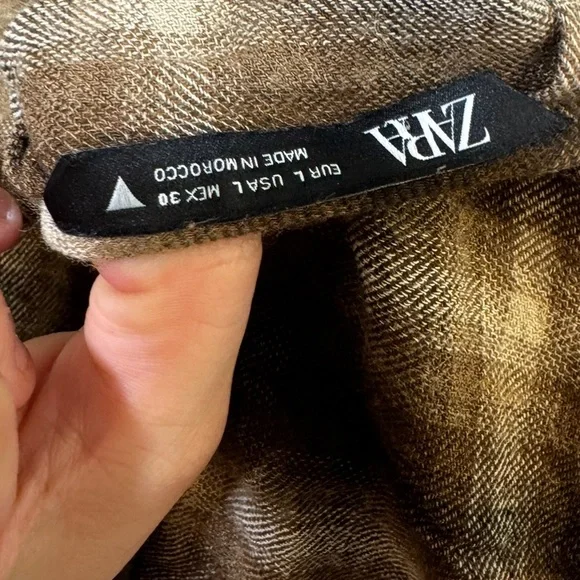 ZARA
EUR L USA L MEX 30
MADE IN MOROCCO